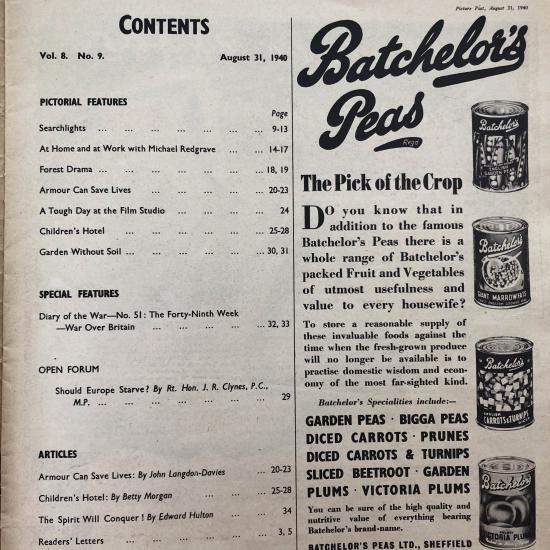 Picture Post, August 31, 1940
CONTENTS
Vol. 8. No. 9. August 31, 1940
PICTORIAL FEATURES
Page
Searchlights ... ... ... ... ... ... 9-13
At Home and at Work with Michael Redgrave ... ... 14-17
Forest Drama ... ... ... ... ... ... 18, 19
Armour Can Save Lives ... ... ... ... 20-23
A Tough Day at the Film Studio ... ... ... 24
Children's Hotel ... ... ... ... ... 25-28
Garden Without Soil ... ... ... ... ... 30, 31
SPECIAL FEATURES
Diary of the War—No. 51: The Forty-Ninth Week
—War Over Britain ... ... ... ... ... 32, 33
OPEN FORUM
Should Europe Starve? By Rt. Hon. J. R. Clynes, P.C.,
M.P. ... ... ... ... ... ... 29
ARTICLES
Armour Can Save Lives: By John Langdon-Davies ... 20-23
Children's Hotel: By Betty Morgan ... ... ... 25-28
The Spirit Will Conquer! By Edward Hulton ... ... 34
Readers' Letters ... ... ... ... ... 3, 5
Batchelor's
Peas
Regd
The Pick of the Crop
Do you know that in
addition to the famous
Batchelor's Peas there is a
whole range of Batchelor's
packed Fruit and Vegetables
of utmost usefulness and
value to every housewife?
To store a reasonable supply of
these invaluable foods against the
time when the fresh-grown produce
will no longer be available is to
practise domestic wisdom and econ-
omy of the most far-sighted kind.
Batchelor's Specialities include:—
GARDEN PEAS · BIGGA PEAS
DICED CARROTS · PRUNES
DICED CARROTS & TURNIPS
SLICED BEETROOT · GARDEN
PLUMS · VICTORIA PLUMS
You can be sure of the high quality and
nutritive value of everything bearing
Batchelor's brand-name.
BATCHELOR'S PEAS LTD., SHEFFIELD
Batchelor's
ENGLISH
GARDEN PEAS
Batchelor's
GIANT MARROWFATS
Batchelor's
ENGLISH
CARROTS & TURNIPS
Batchelor's
VICTORIA PLUMS